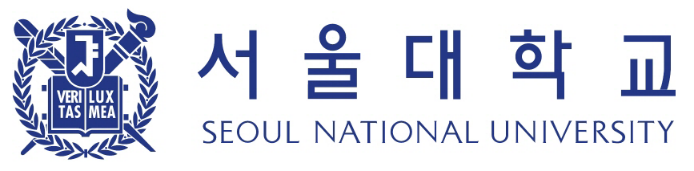 VERI LUX
TAS MEA
서울대학교
SEOUL NATIONAL UNIVERSITY